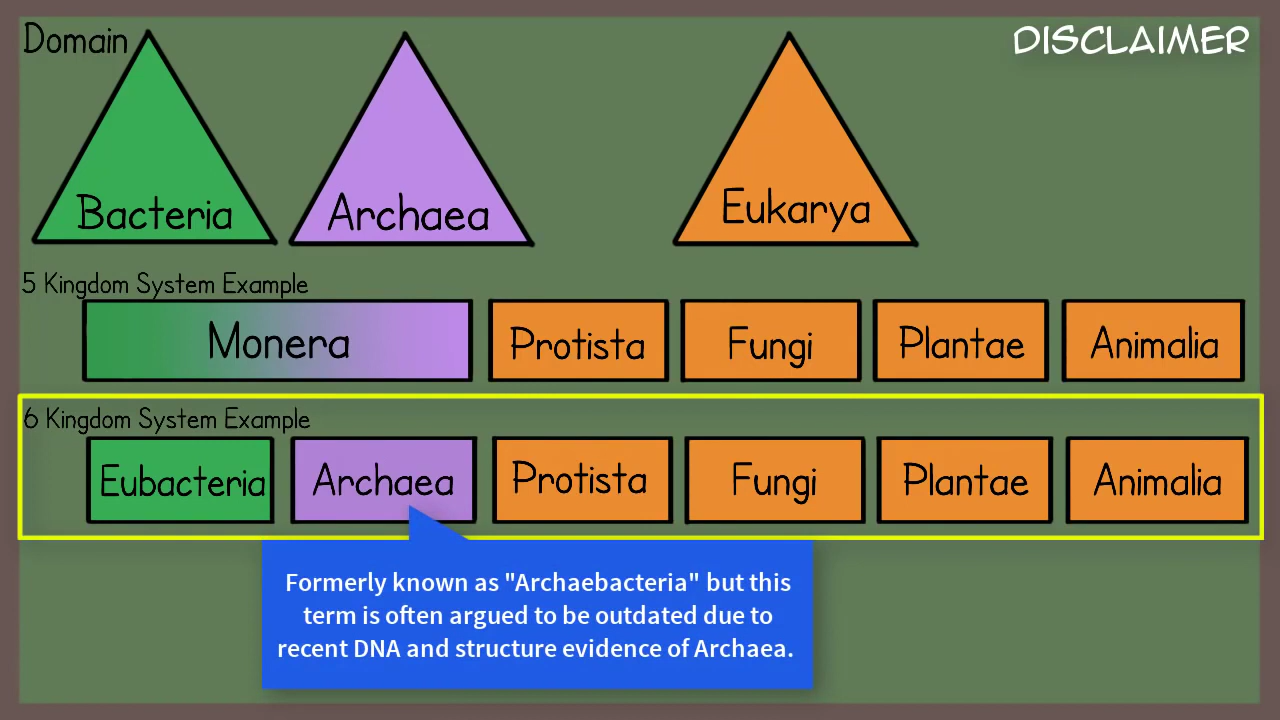 Domain
DISCLAIMER
Bacteria
Archaea
Eukarya
5 Kingdom System Example
Monera
Protista
Fungi
Plantae
Animalia
6 Kingdom System Example
Eubacteria
Archaea
Protista
Fungi
Plantae
Animalia
Formerly known as "Archaebacteria" but this
term is often argued to be outdated due to
recent DNA and structure evidence of Archaea.